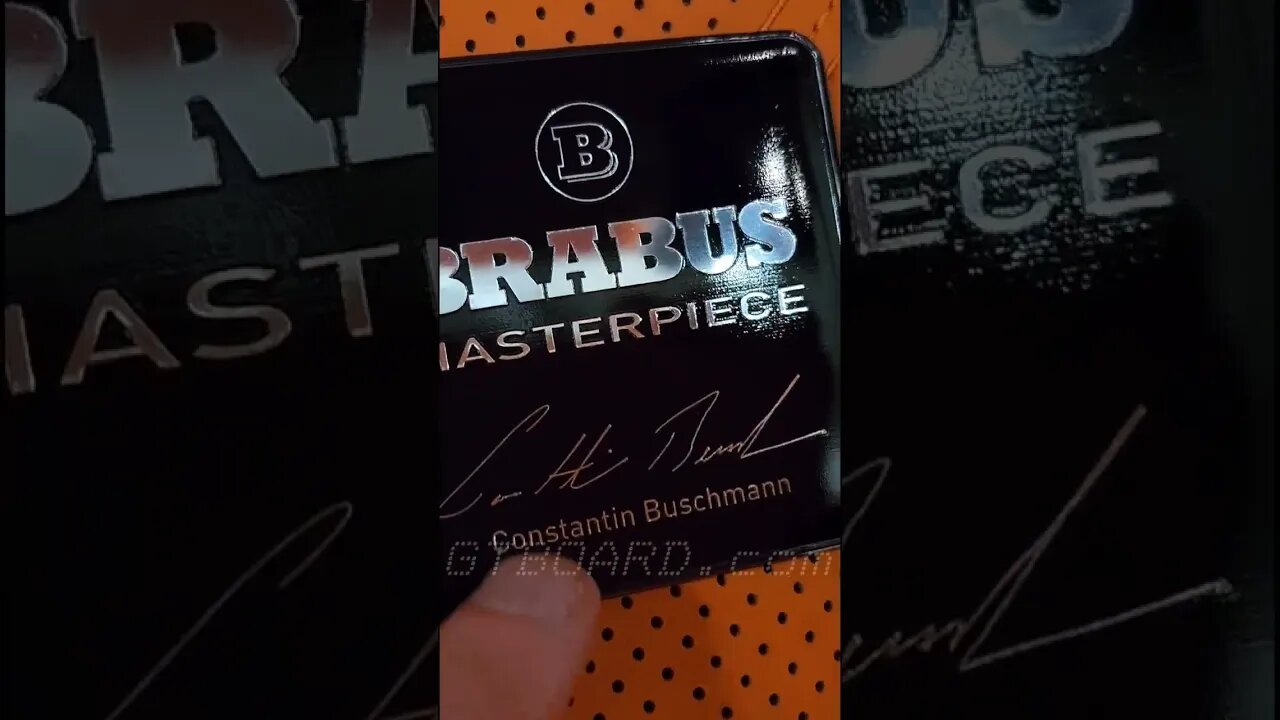 B
BRABUS
MASTERPIECE
Constantin Buschmann
GTBOARD.com